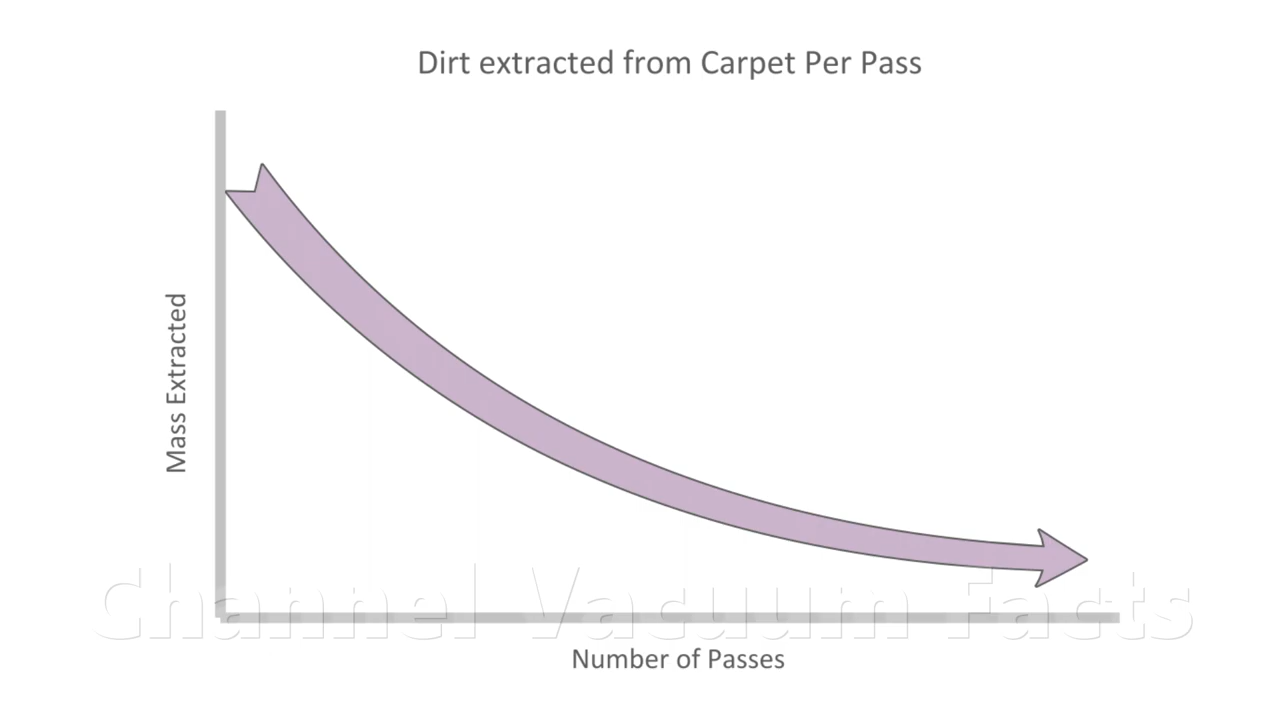 Dirt extracted from Carpet Per Pass
Mass Extracted
Channel Vacuum Facts
Number of Passes